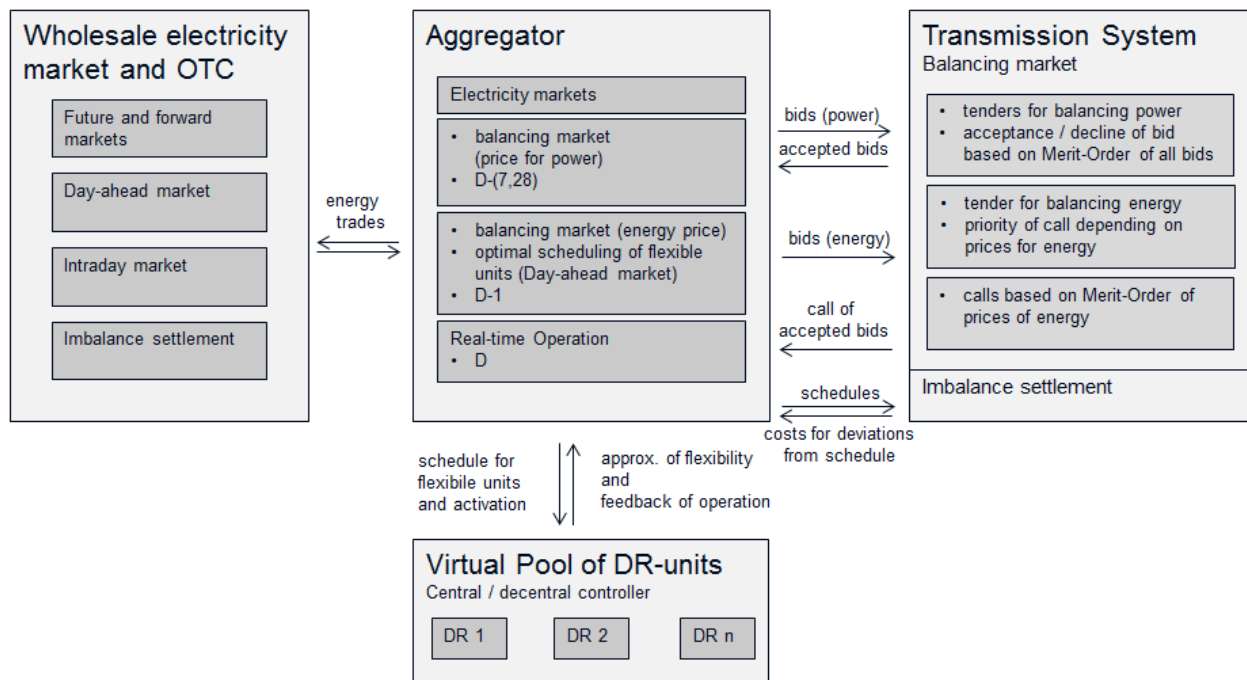 Wholesale electricity
market and OTC
Future and forward
markets
Day-ahead market
Intraday market
Imbalance settlement
energy
trades
Aggregator
Electricity markets
• balancing market
(price for power)
• D-(7,28)
• balancing market (energy price)
• optimal scheduling of flexible
units (Day-ahead market)
• D-1
Real-time Operation
• D
bids (power)
accepted bids
bids (energy)
call of
accepted bids
schedules
costs for deviations
from schedule
Transmission System
Balancing market
• tenders for balancing power
• acceptance / decline of bid
based on Merit-Order of all bids
• tender for balancing energy
• priority of call depending on
prices for energy
• calls based on Merit-Order of
prices of energy
Imbalance settlement
schedule for
flexibile units
and activation
approx. of flexibility
and
feedback of operation
Virtual Pool of DR-units
Central / decentral controller
DR 1
DR 2
DR n